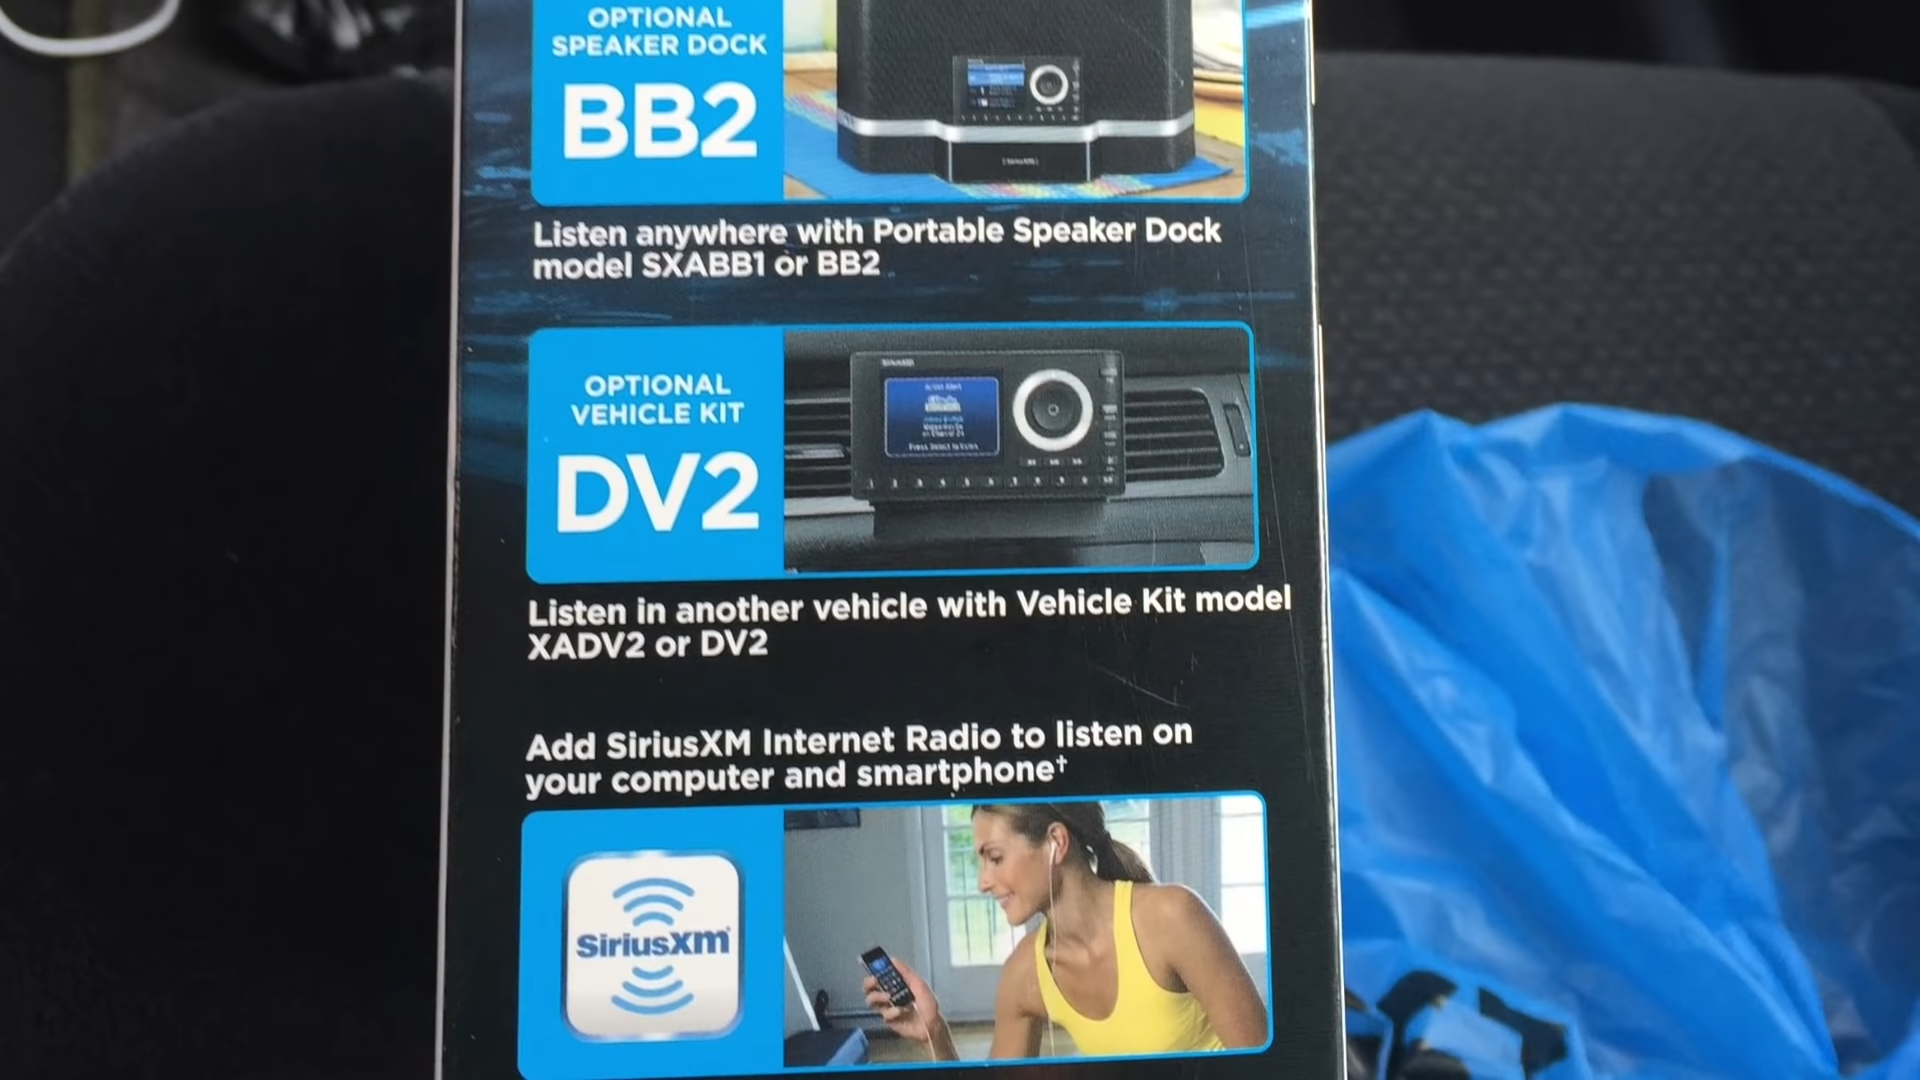 OPTIONAL
SPEAKER DOCK
BB2
Listen anywhere with Portable Speaker Dock
model SXABB1 or BB2
OPTIONAL
VEHICLE KIT
DV2
Listen in another vehicle with Vehicle Kit model
XADV2 or DV2
Add SiriusXM Internet Radio to listen on
your computer and smartphone†
SiriusXM